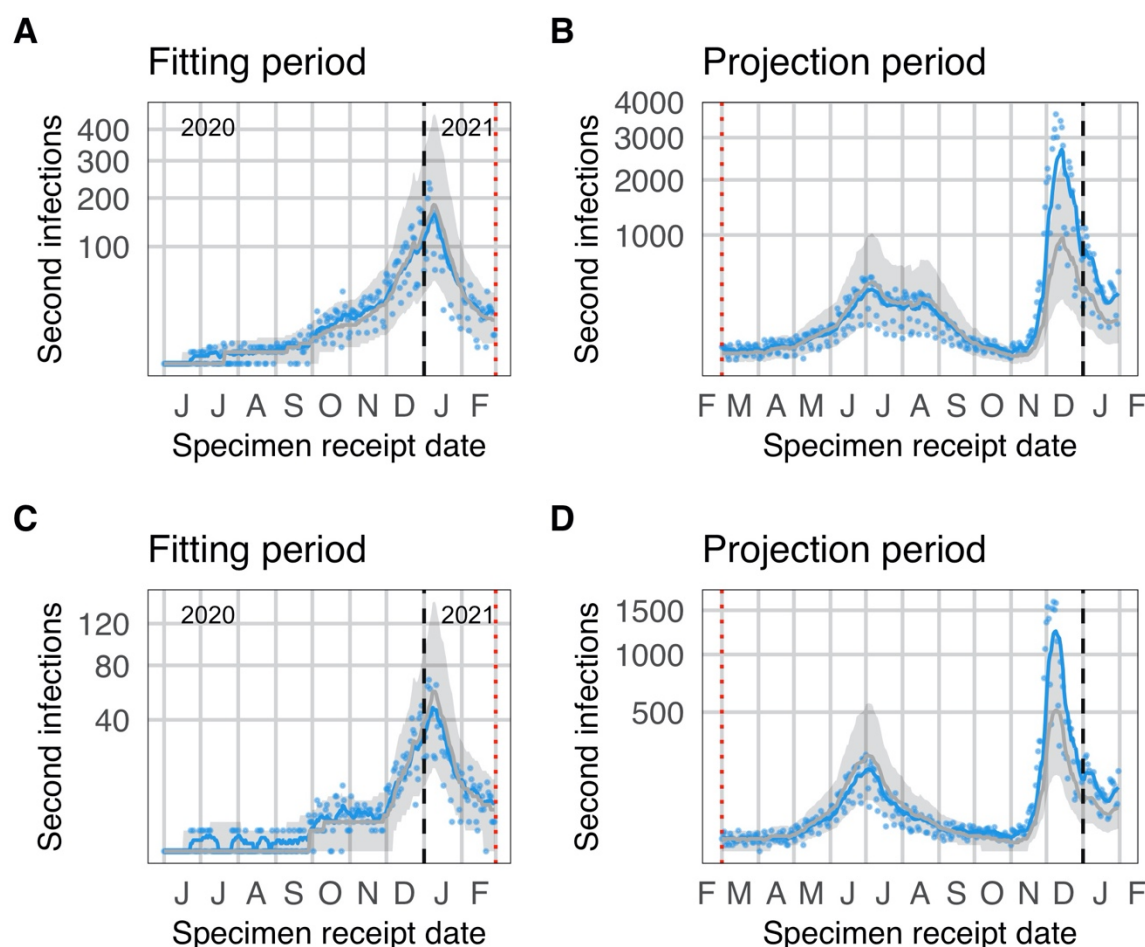 A
Fitting period
Second infections
400
300
200
100
2020
2021
J J A S O N D J F
Specimen receipt date
B
Projection period
Second infections
4000
3000
2000
1000
F M A M J J A S O N D J F
Specimen receipt date
C
Fitting period
Second infections
120
80
40
2020
2021
J J A S O N D J F
Specimen receipt date
D
Projection period
Second infections
1500
1000
500
F M A M J J A S O N D J F
Specimen receipt date